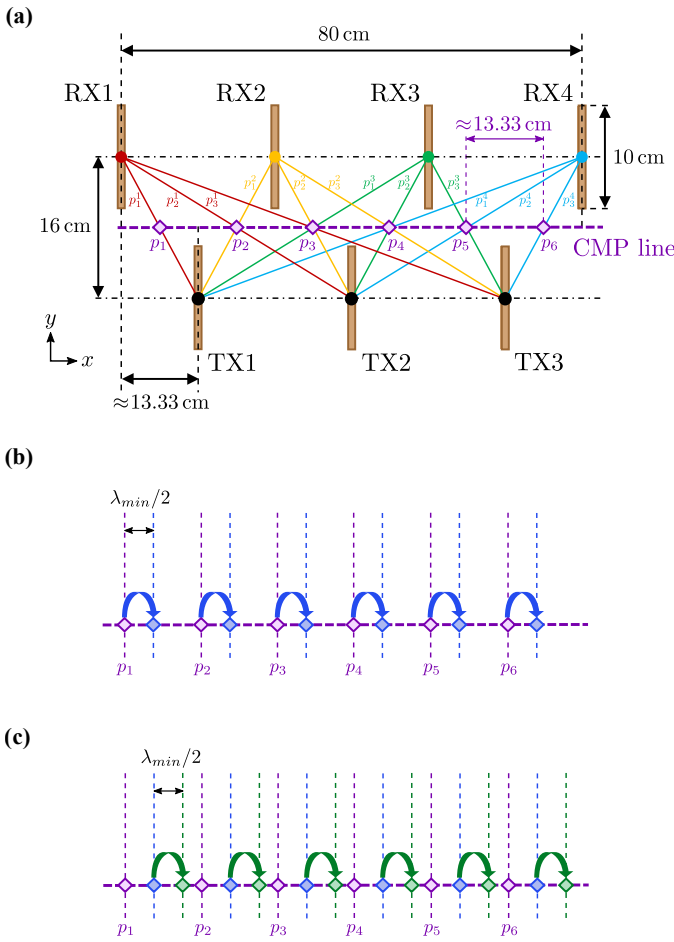 (a)
80 cm
RX1 RX2 RX3 RX4
≈13.33 cm
10 cm
p₁¹ p₂¹ p₃¹ p₁² p₂² p₃² p₁³ p₂³ p₃³ p₁⁴ p₂⁴ p₃⁴
16 cm
p₁ p₂ p₃ p₄ p₅ p₆
CMP line
y
x
TX1 TX2 TX3
≈13.33 cm
(b)
λₘᵢₙ/2
p₁ p₂ p₃ p₄ p₅ p₆
(c)
λₘᵢₙ/2
p₁ p₂ p₃ p₄ p₅ p₆